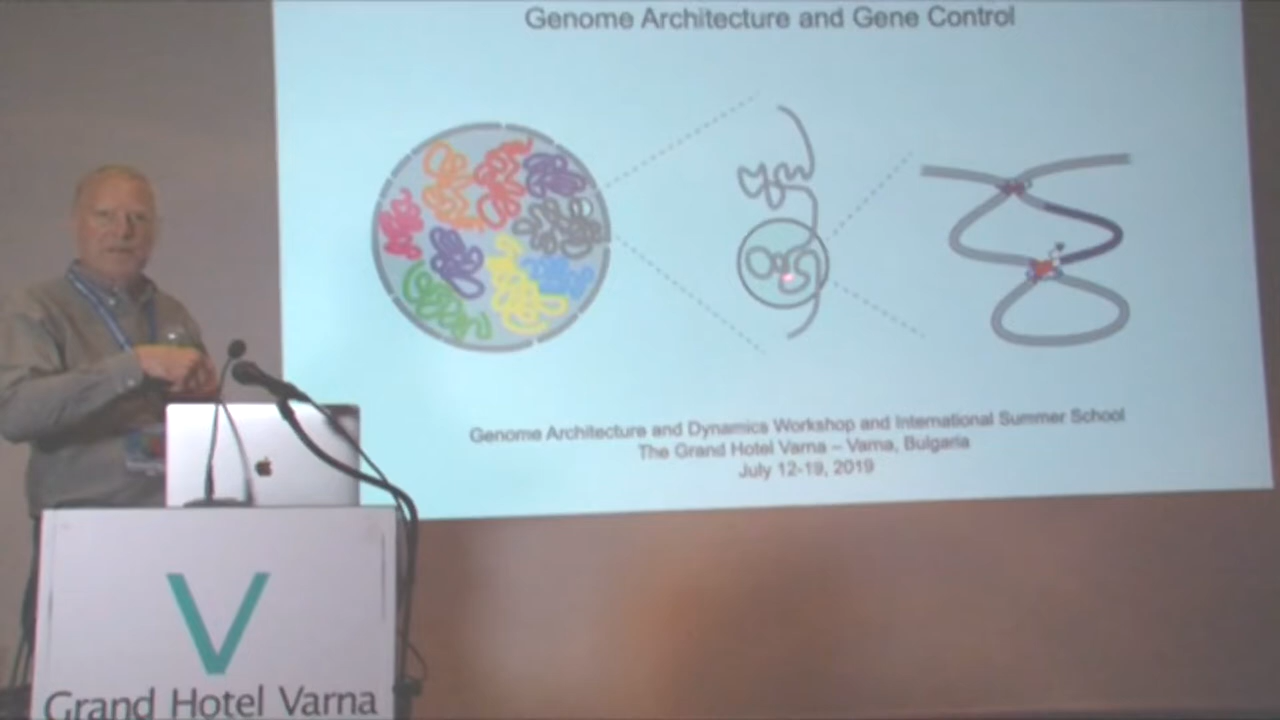 Genome Architecture and Gene Control
Genome Architecture and Dynamics Workshop and International Summer School
The Grand Hotel Varna – Varna, Bulgaria
July 12-19, 2019
V
Grand Hotel Varna